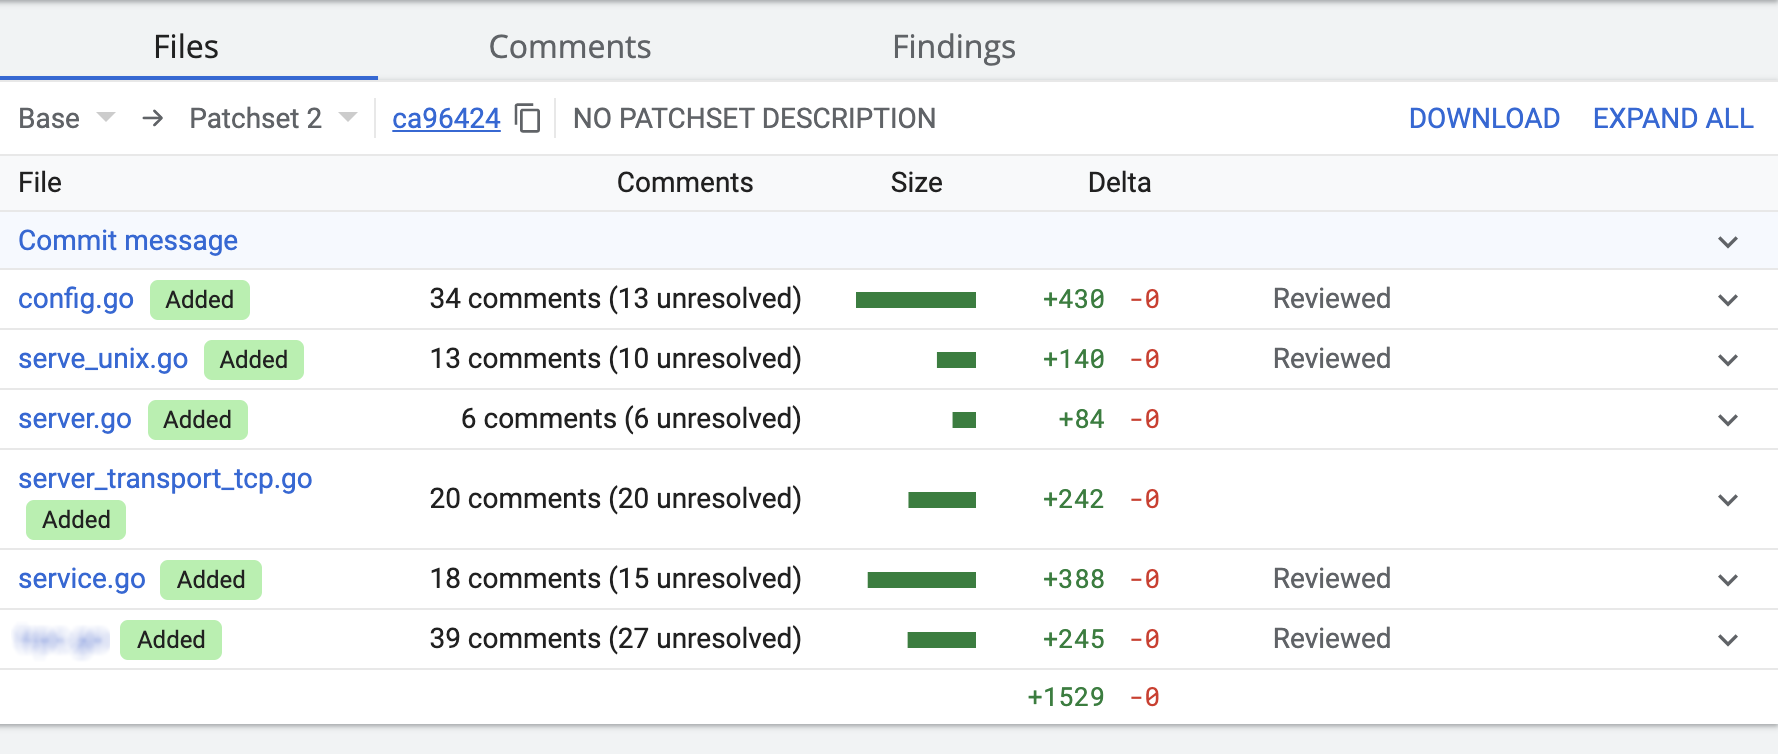 Files Comments Findings
Base → Patchset 2 ca96424 NO PATCHSET DESCRIPTION DOWNLOAD EXPAND ALL
File Comments Size Delta
Commit message
config.go Added 34 comments (13 unresolved) +430 -0 Reviewed
serve_unix.go Added 13 comments (10 unresolved) +140 -0 Reviewed
server.go Added 6 comments (6 unresolved) +84 -0
server_transport_tcp.go
Added 20 comments (20 unresolved) +242 -0
service.go Added 18 comments (15 unresolved) +388 -0 Reviewed
Added 39 comments (27 unresolved) +245 -0 Reviewed
+1529 -0